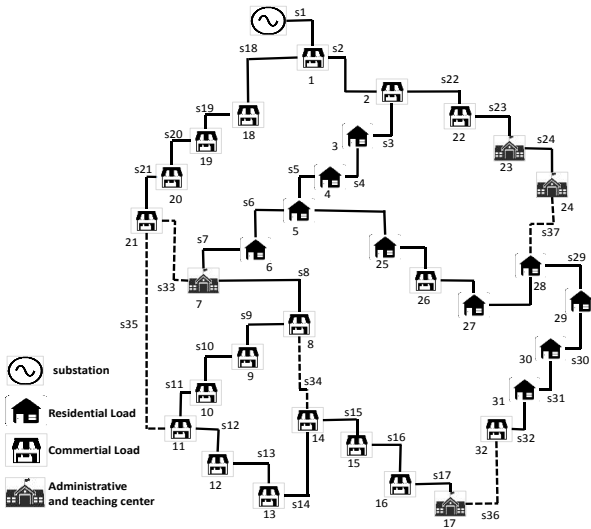 s1
s18
s2
1
s22
2
s23
22
s19
18
s3
3
s24
23
s20
19
s5
4
s4
s21
20
24
s6
5
s37
21
s7
6
25
s29
28
s33
7
s8
26
27
29
s35
s9
8
s10
9
30
s30
substation
s34
s11
10
31
s31
Residential Load
s12
11
14
s15
15
s16
32
s32
Commertial Load
12
s13
s17
16
Administrative
and teaching center
13
s14
17
s36